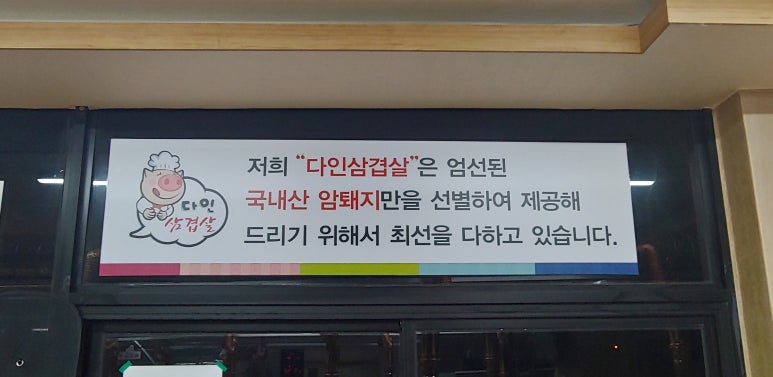 저희 "다인삼겹살"은 엄선된
국내산 암퇘지만을 선별하여 제공해
드리기 위해서 최선을 다하고 있습니다.
다인
삼겹살